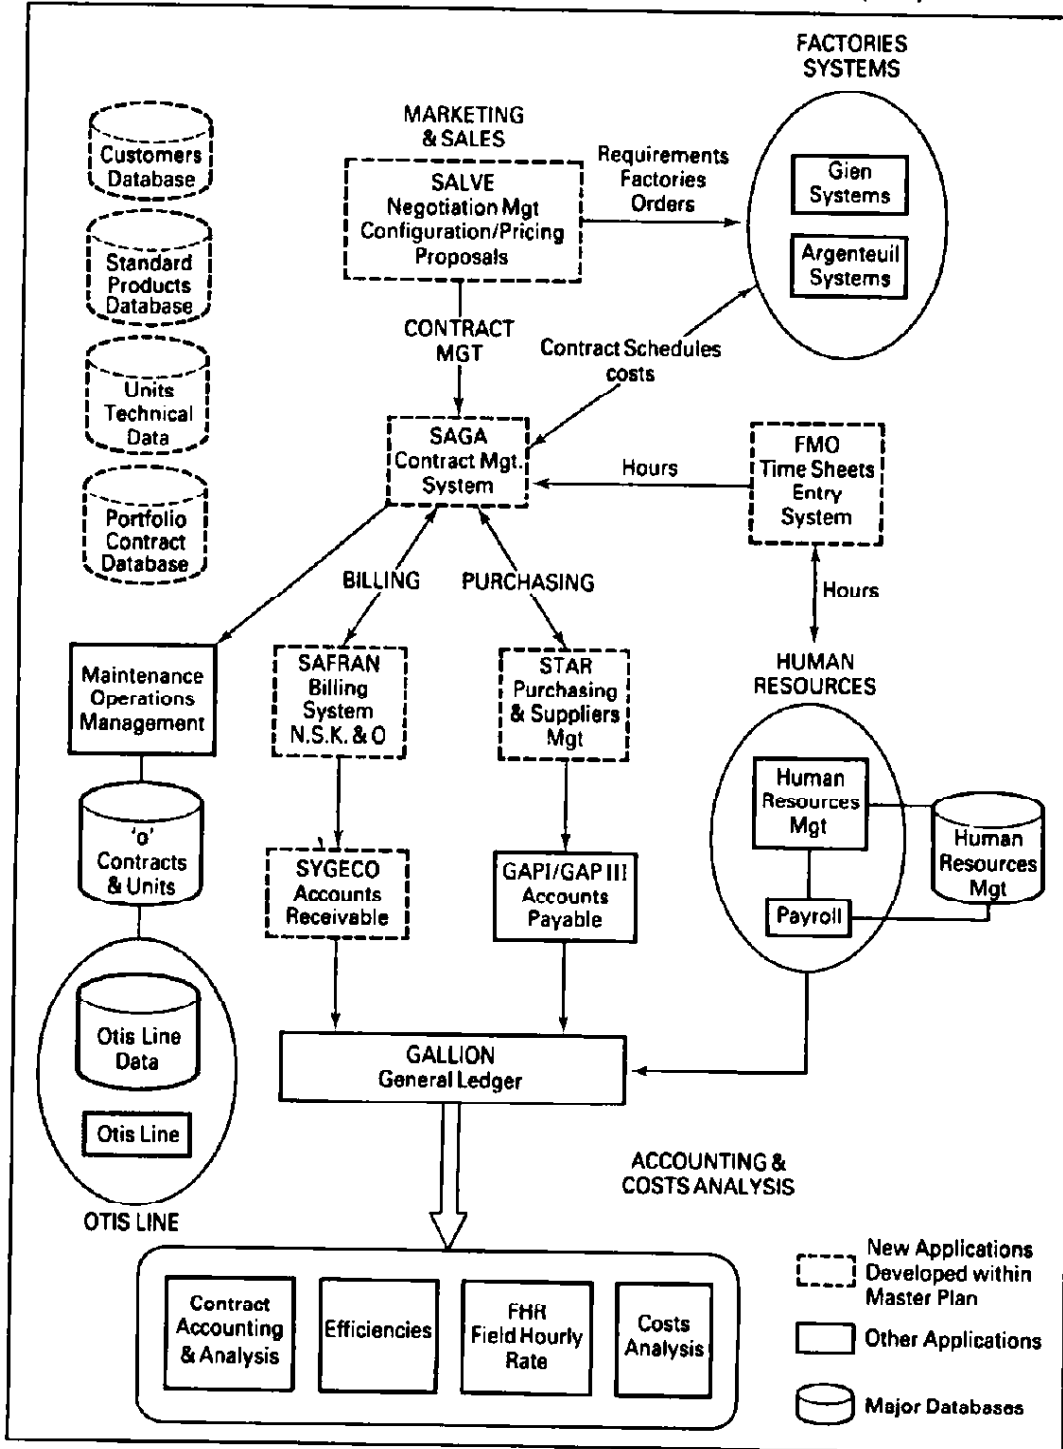 FACTORIES
SYSTEMS
Customers
Database
MARKETING
& SALES
SALVE
Negotiation Mgt
Configuration/Pricing
Proposals
Requirements
Factories
Orders
Gien
Systems
Argenteuil
Systems
Standard
Products
Database
CONTRACT
MGT
Contract Schedules
costs
Units
Technical
Data
SAGA
Contract Mgt.
System
Hours
FMO
Time Sheets
Entry
System
Portfolio
Contract
Database
BILLING
PURCHASING
Hours
Maintenance
Operations
Management
SAFRAN
Billing
System
N.S.K. & O
STAR
Purchasing
& Suppliers
Mgt
HUMAN
RESOURCES
Human
Resources
Mgt
Human
Resources
Mgt
Payroll
'o'
Contracts
& Units
SYGECO
Accounts
Receivable
GAPI/GAP III
Accounts
Payable
Otis Line
Data
Otis Line
OTIS LINE
GALLION
General Ledger
ACCOUNTING &
COSTS ANALYSIS
Contract
Accounting
& Analysis
Efficiencies
FHR
Field Hourly
Rate
Costs
Analysis
New Applications
Developed within
Master Plan
Other Applications
Major Databases